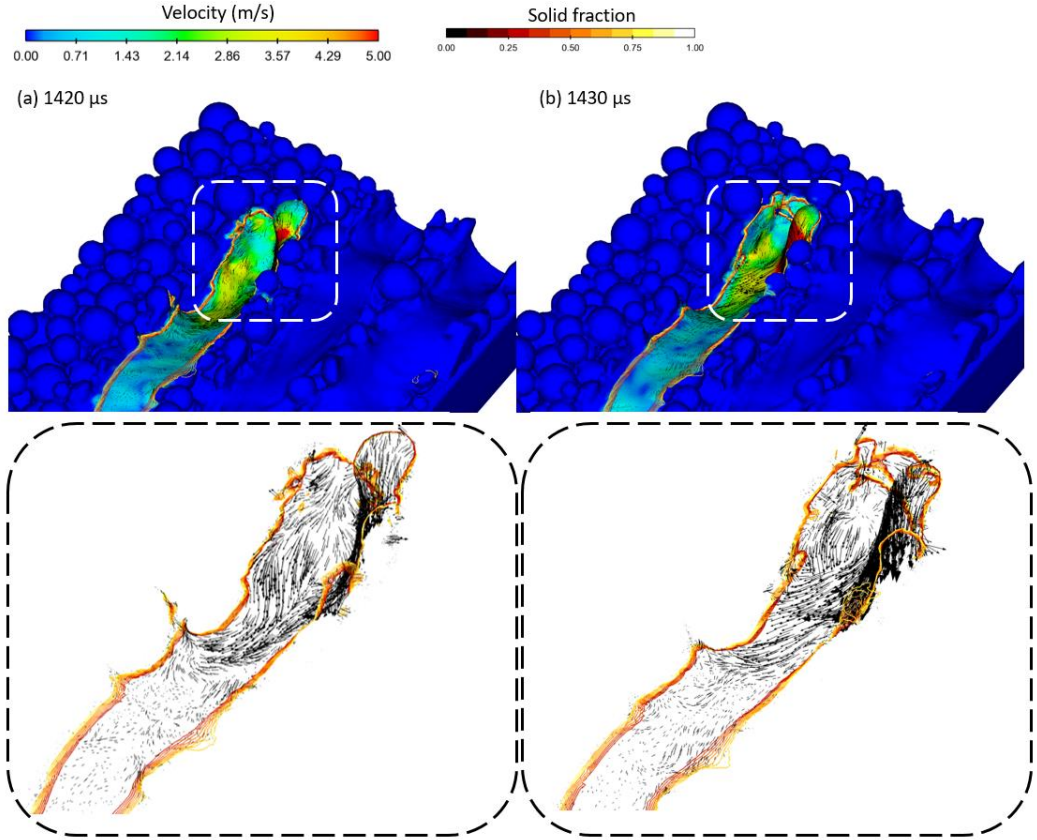 Velocity (m/s)
0.00 0.71 1.43 2.14 2.86 3.57 4.29 5.00
Solid fraction
0.00 0.25 0.50 0.75 1.00
(a) 1420 μs
(b) 1430 μs